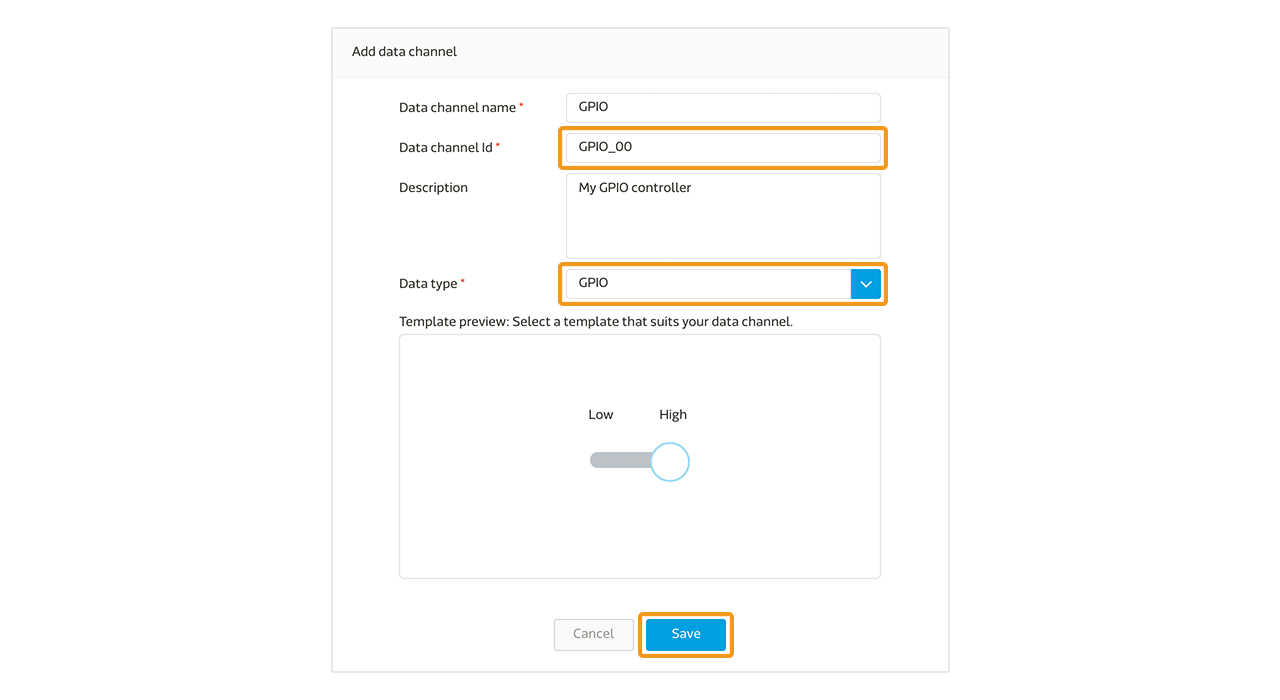 Add data channel
Data channel name * GPIO
Data channel Id * GPIO_00
Description My GPIO controller
Data type * GPIO
Template preview: Select a template that suits your data channel.
Low High
Cancel Save